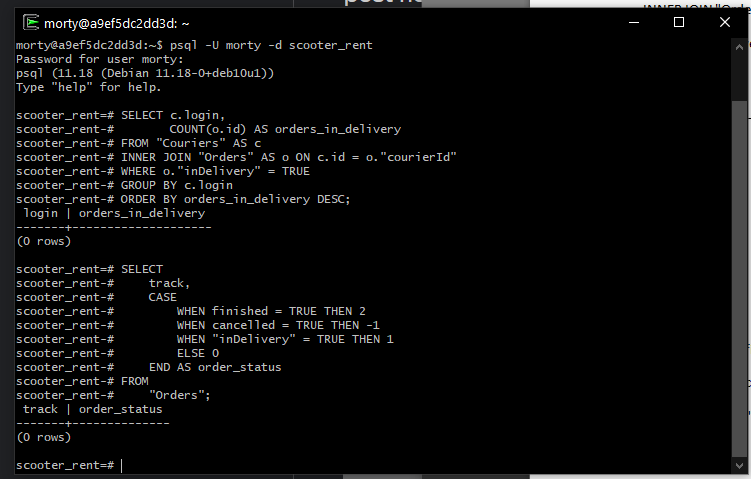 post n
INNER JOIN "Orde
morty@a9ef5dc2dd3d: ~
morty@a9ef5dc2dd3d:~$ psql -U morty -d scooter_rent
Password for user morty:
psql (11.18 (Debian 11.18-0+deb10u1))
Type "help" for help.
scooter_rent=# SELECT c.login,
scooter_rent-#        COUNT(o.id) AS orders_in_delivery
scooter_rent-# FROM "Couriers" AS c
scooter_rent-# INNER JOIN "Orders" AS o ON c.id = o."courierId"
scooter_rent-# WHERE o."inDelivery" = TRUE
scooter_rent-# GROUP BY c.login
scooter_rent-# ORDER BY orders_in_delivery DESC;
 login | orders_in_delivery
-------+--------------------
(0 rows)
scooter_rent=# SELECT
scooter_rent-#     track,
scooter_rent-#     CASE
scooter_rent-#         WHEN finished = TRUE THEN 2
scooter_rent-#         WHEN cancelled = TRUE THEN -1
scooter_rent-#         WHEN "inDelivery" = TRUE THEN 1
scooter_rent-#         ELSE 0
scooter_rent-#     END AS order_status
scooter_rent-# FROM
scooter_rent-#     "Orders";
 track | order_status
-------+--------------
(0 rows)
scooter_rent=#